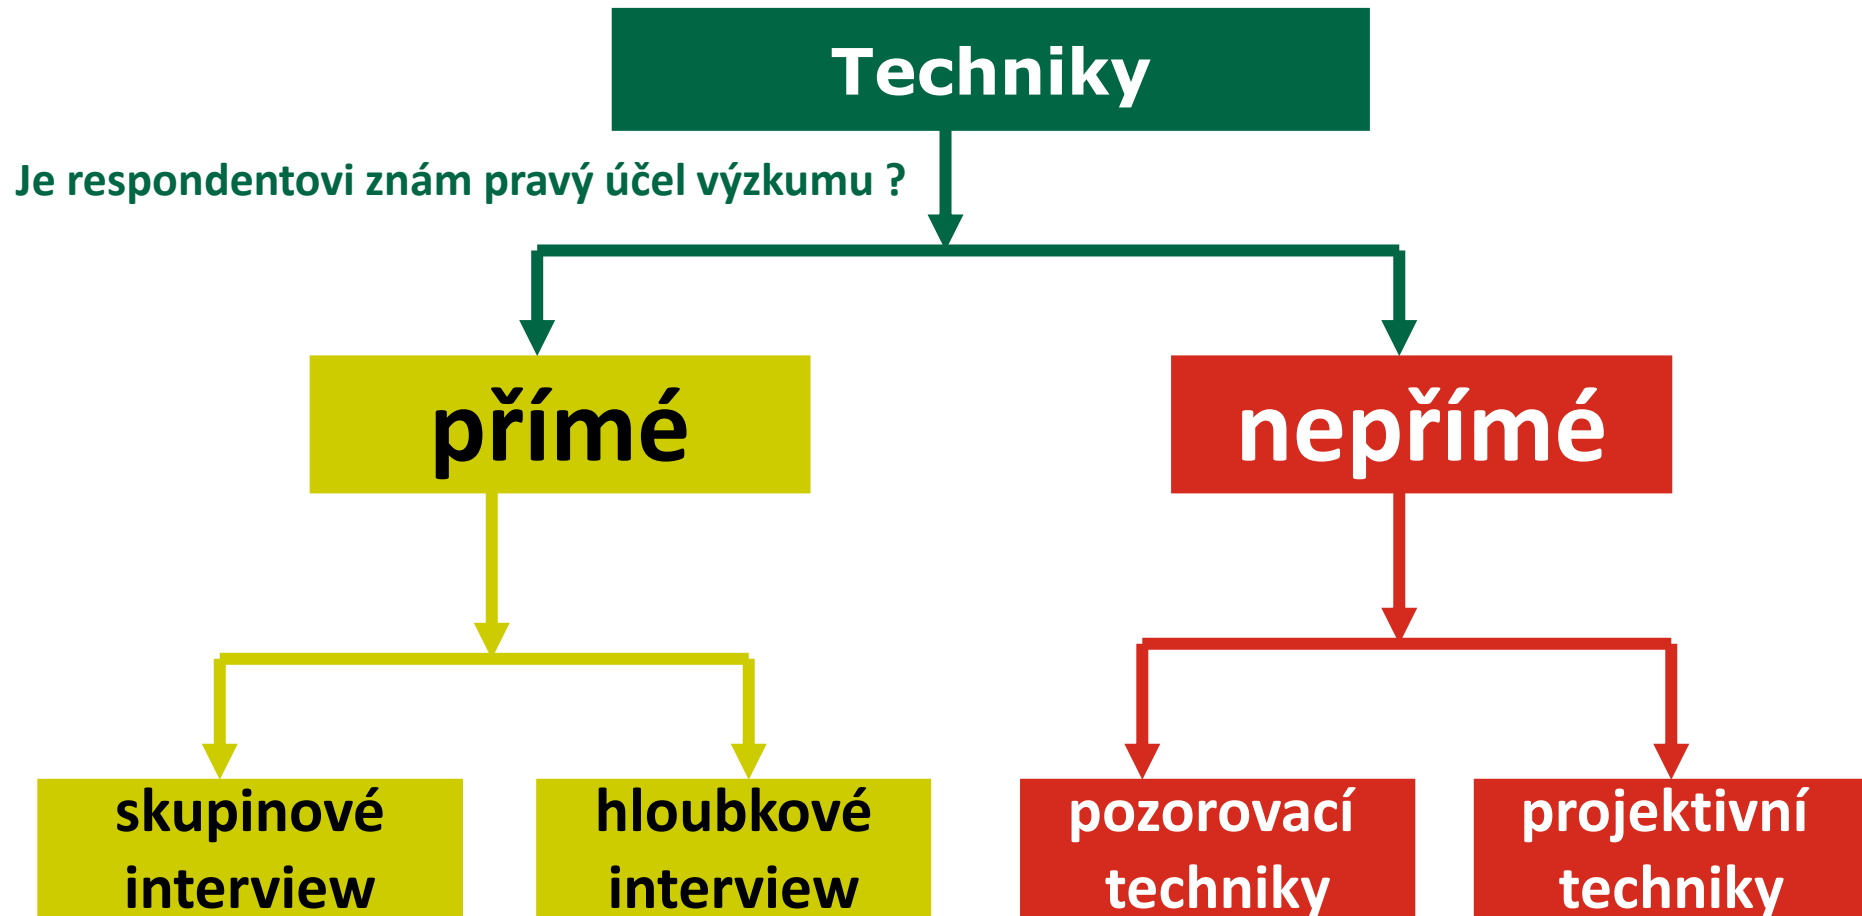 Techniky
Je respondentovi znám pravý účel výzkumu ?
přímé
nepřímé
skupinové
interview
hloubkové
interview
pozorovací
techniky
projektivní
techniky